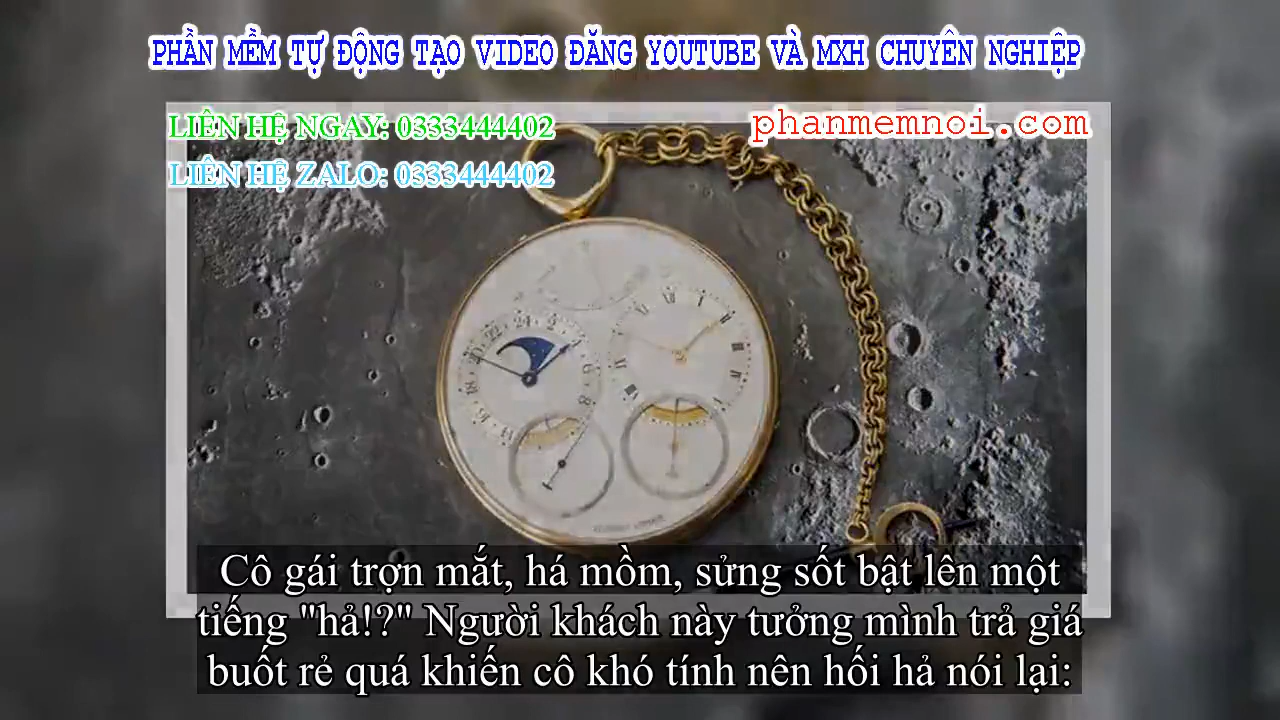 PHẦN MỀM TỰ ĐỘNG TẠO VIDEO ĐĂNG YOUTUBE VÀ MXH CHUYÊN NGHIỆP
LIÊN HỆ NGAY: 0333444402
phanmemnoi.com
LIÊN HỆ ZALO: 0333444402
Cô gái trợn mắt, há mồm, sửng sốt bật lên một
tiếng "hả!?" Người khách này tưởng mình trả giá
buốt rẻ quá khiến cô khó tính nên hối hả nói lại: